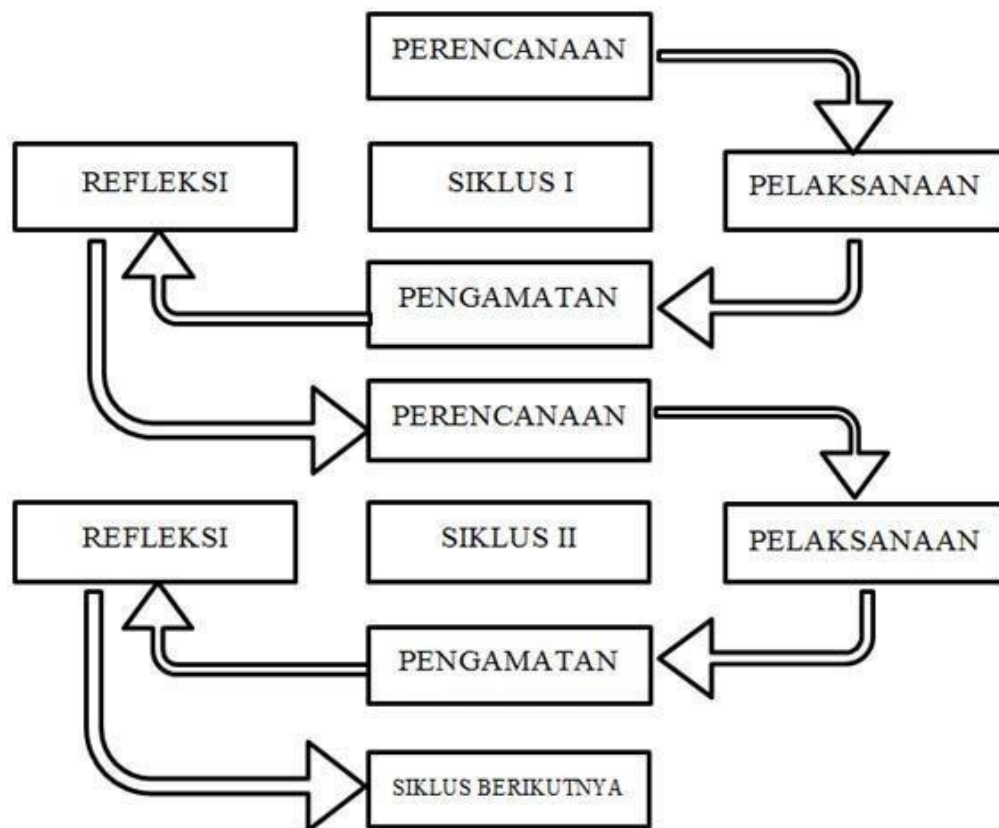 PERENCANAAN
REFLEKSI
SIKLUS I
PELAKSANAAN
PENGAMATAN
PERENCANAAN
REFLEKSI
SIKLUS II
PELAKSANAAN
PENGAMATAN
SIKLUS BERIKUTNYA